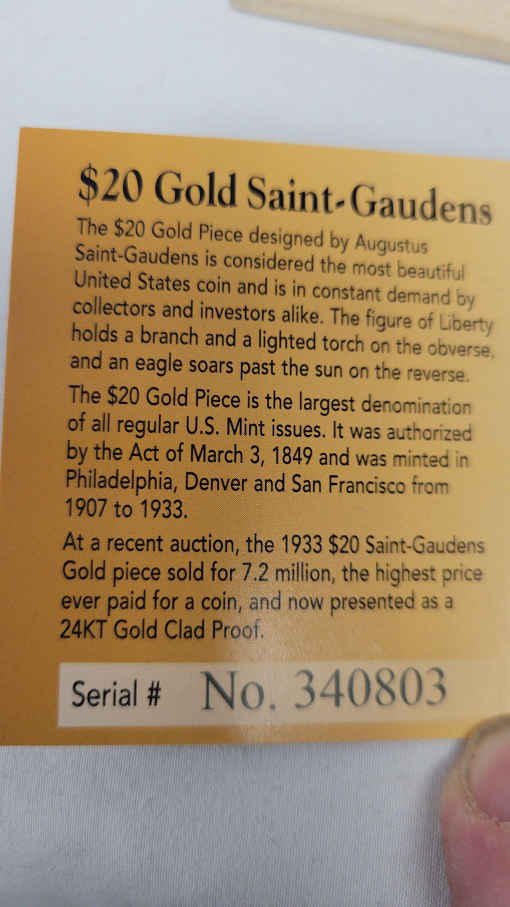 $20 Gold Saint-Gaudens
The $20 Gold Piece designed by Augustus
Saint-Gaudens is considered the most beautiful
United States coin and is in constant demand by
collectors and investors alike. The figure of Liberty
holds a branch and a lighted torch on the obverse,
and an eagle soars past the sun on the reverse.
The $20 Gold Piece is the largest denomination
of all regular U.S. Mint issues. It was authorized
by the Act of March 3, 1849 and was minted in
Philadelphia, Denver and San Francisco from
1907 to 1933.
At a recent auction, the 1933 $20 Saint-Gaudens
Gold piece sold for 7.2 million, the highest price
ever paid for a coin, and now presented as a
24KT Gold Clad Proof.
Serial # No. 340803